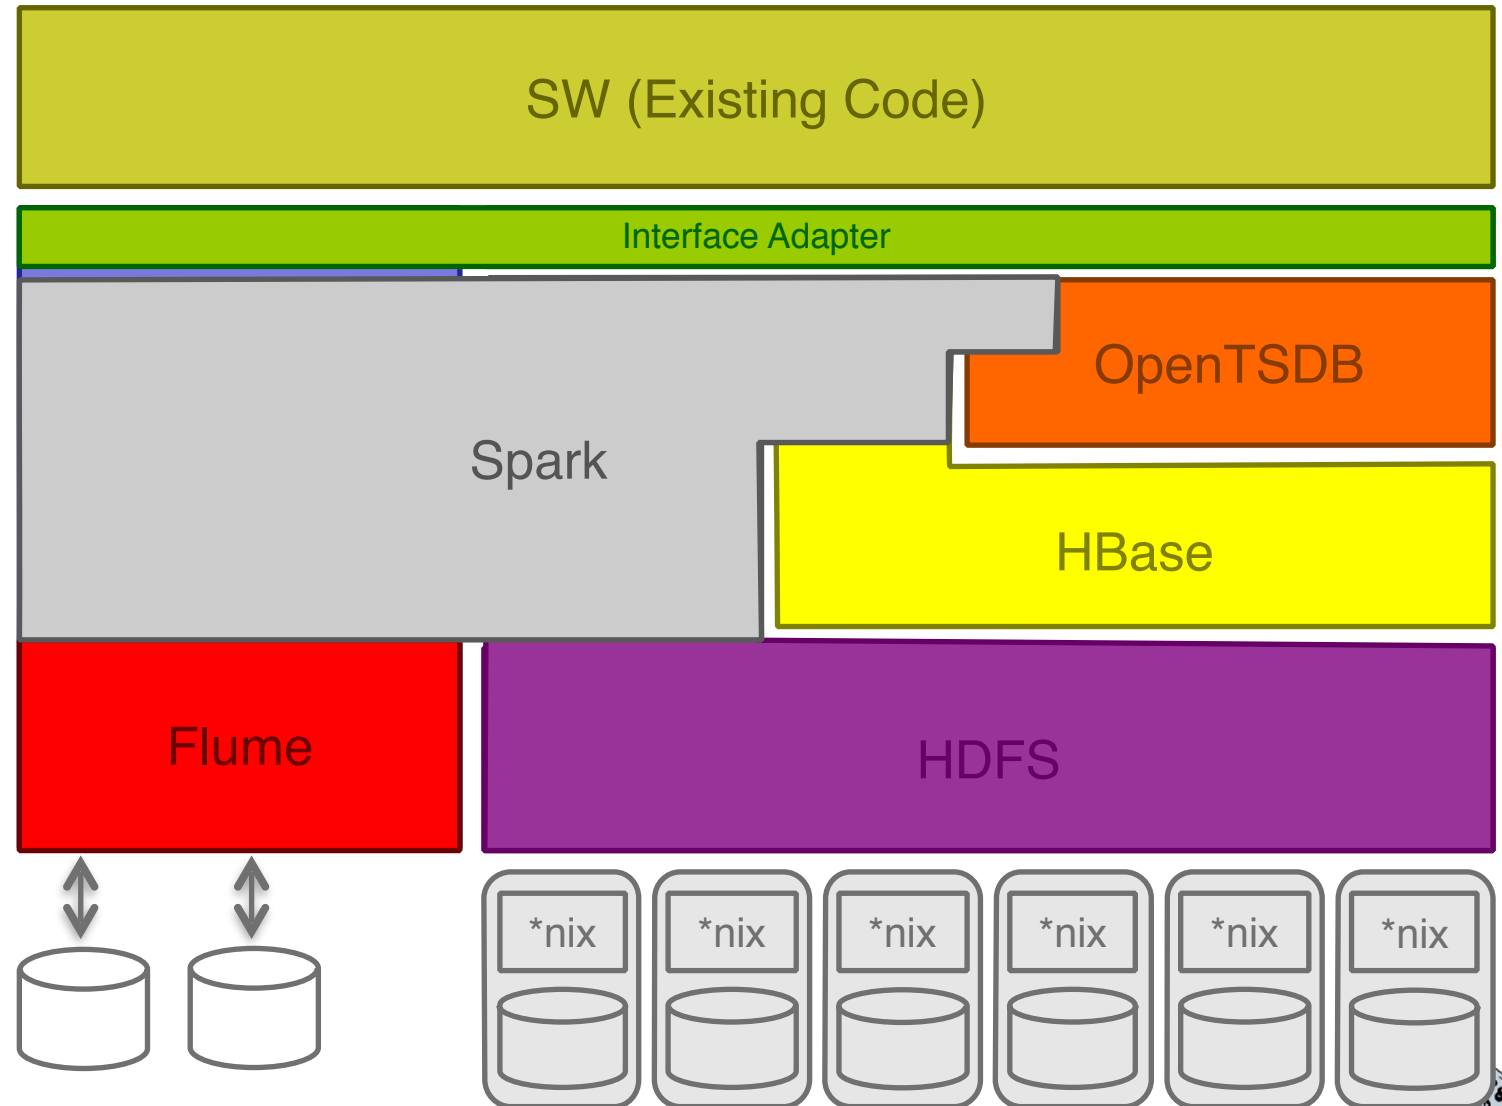 SW (Existing Code)
Interface Adapter
OpenTSDB
Spark
HBase
Flume
HDFS
*nix
*nix
*nix
*nix
*nix
*nix